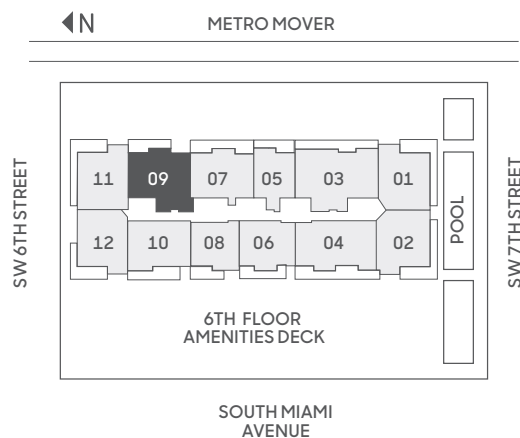 N
METRO MOVER
SW 6TH STREET
11 09 07 05 03 01
12 10 08 06 04 02
POOL
SW 7TH STREET
6TH FLOOR
AMENITIES DECK
SOUTH MIAMI
AVENUE